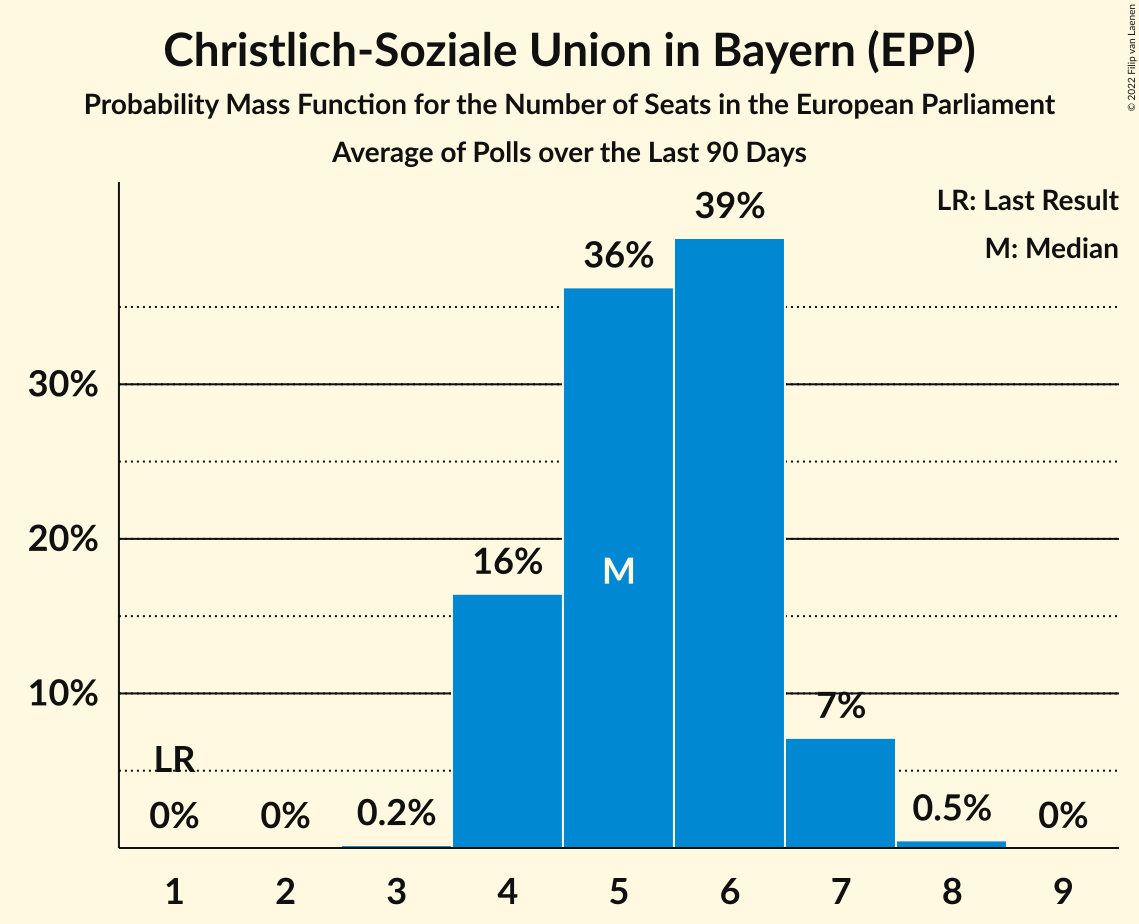 Christlich-Soziale Union in Bayern (EPP)
Probability Mass Function for the Number of Seats in the European Parliament
Average of Polls over the Last 90 Days
© 2022 Filip van Laenen
LR: Last Result
M: Median
39%
36%
30%
20%
16%
M
10%
7%
LR
0%
0%
0.2%
0.5%
0%
1 2 3 4 5 6 7 8 9